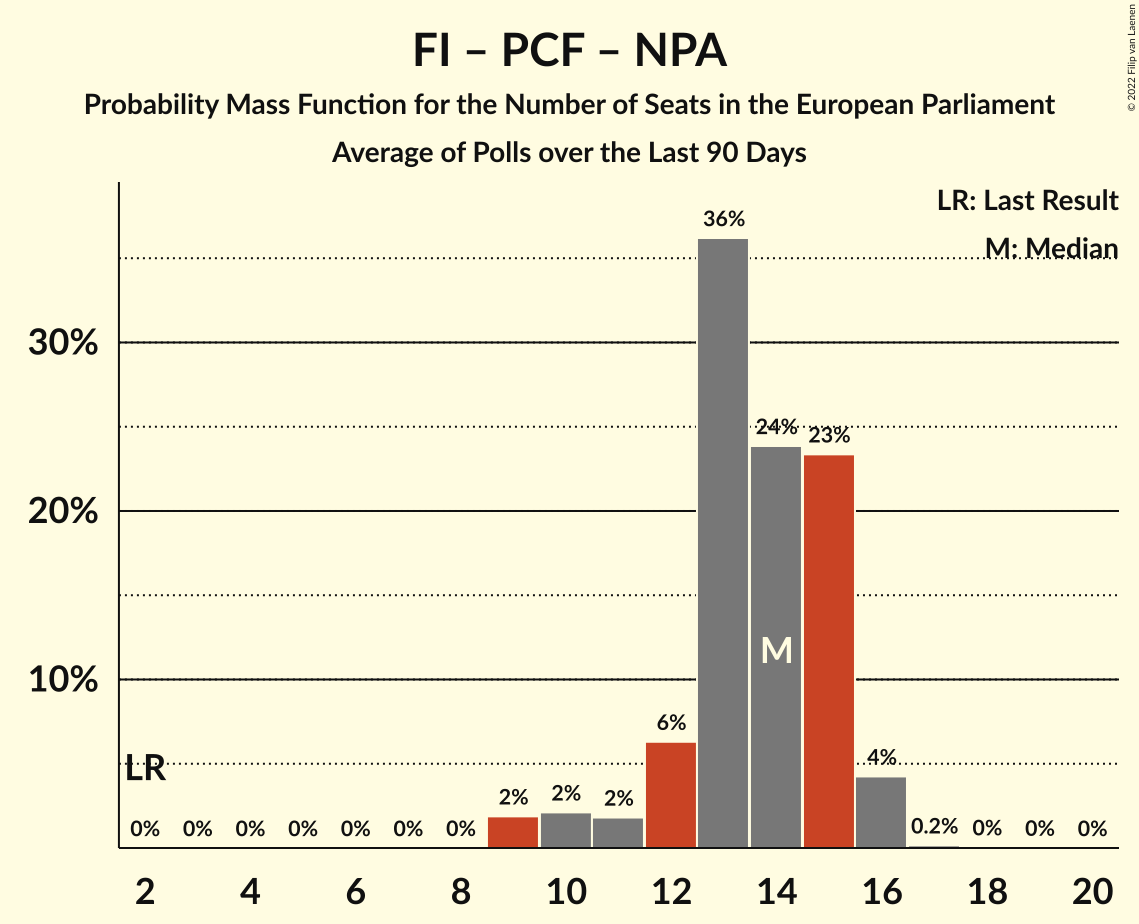 FI – PCF – NPA
Probability Mass Function for the Number of Seats in the European Parliament
Average of Polls over the Last 90 Days
© 2022 Filip van Laenen
LR: Last Result
M: Median
30%
20%
10%
LR
M
0% 0% 0% 0% 0% 0% 0% 2% 2% 2% 6% 36% 24% 23% 4% 0.2% 0% 0% 0%
2 4 6 8 10 12 14 16 18 20